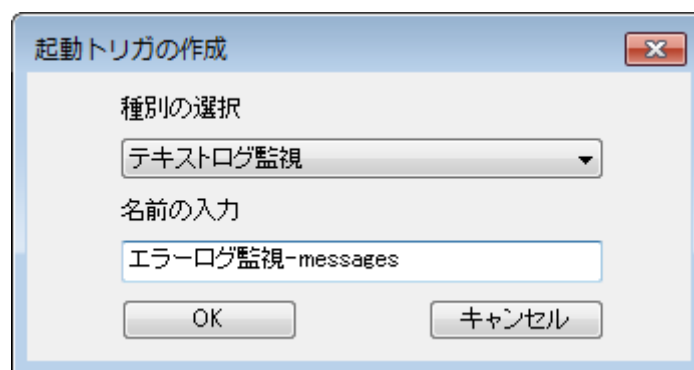 起動トリガの作成
種別の選択
テキストログ監視
名前の入力
エラーログ監視-messages
OK
キャンセル